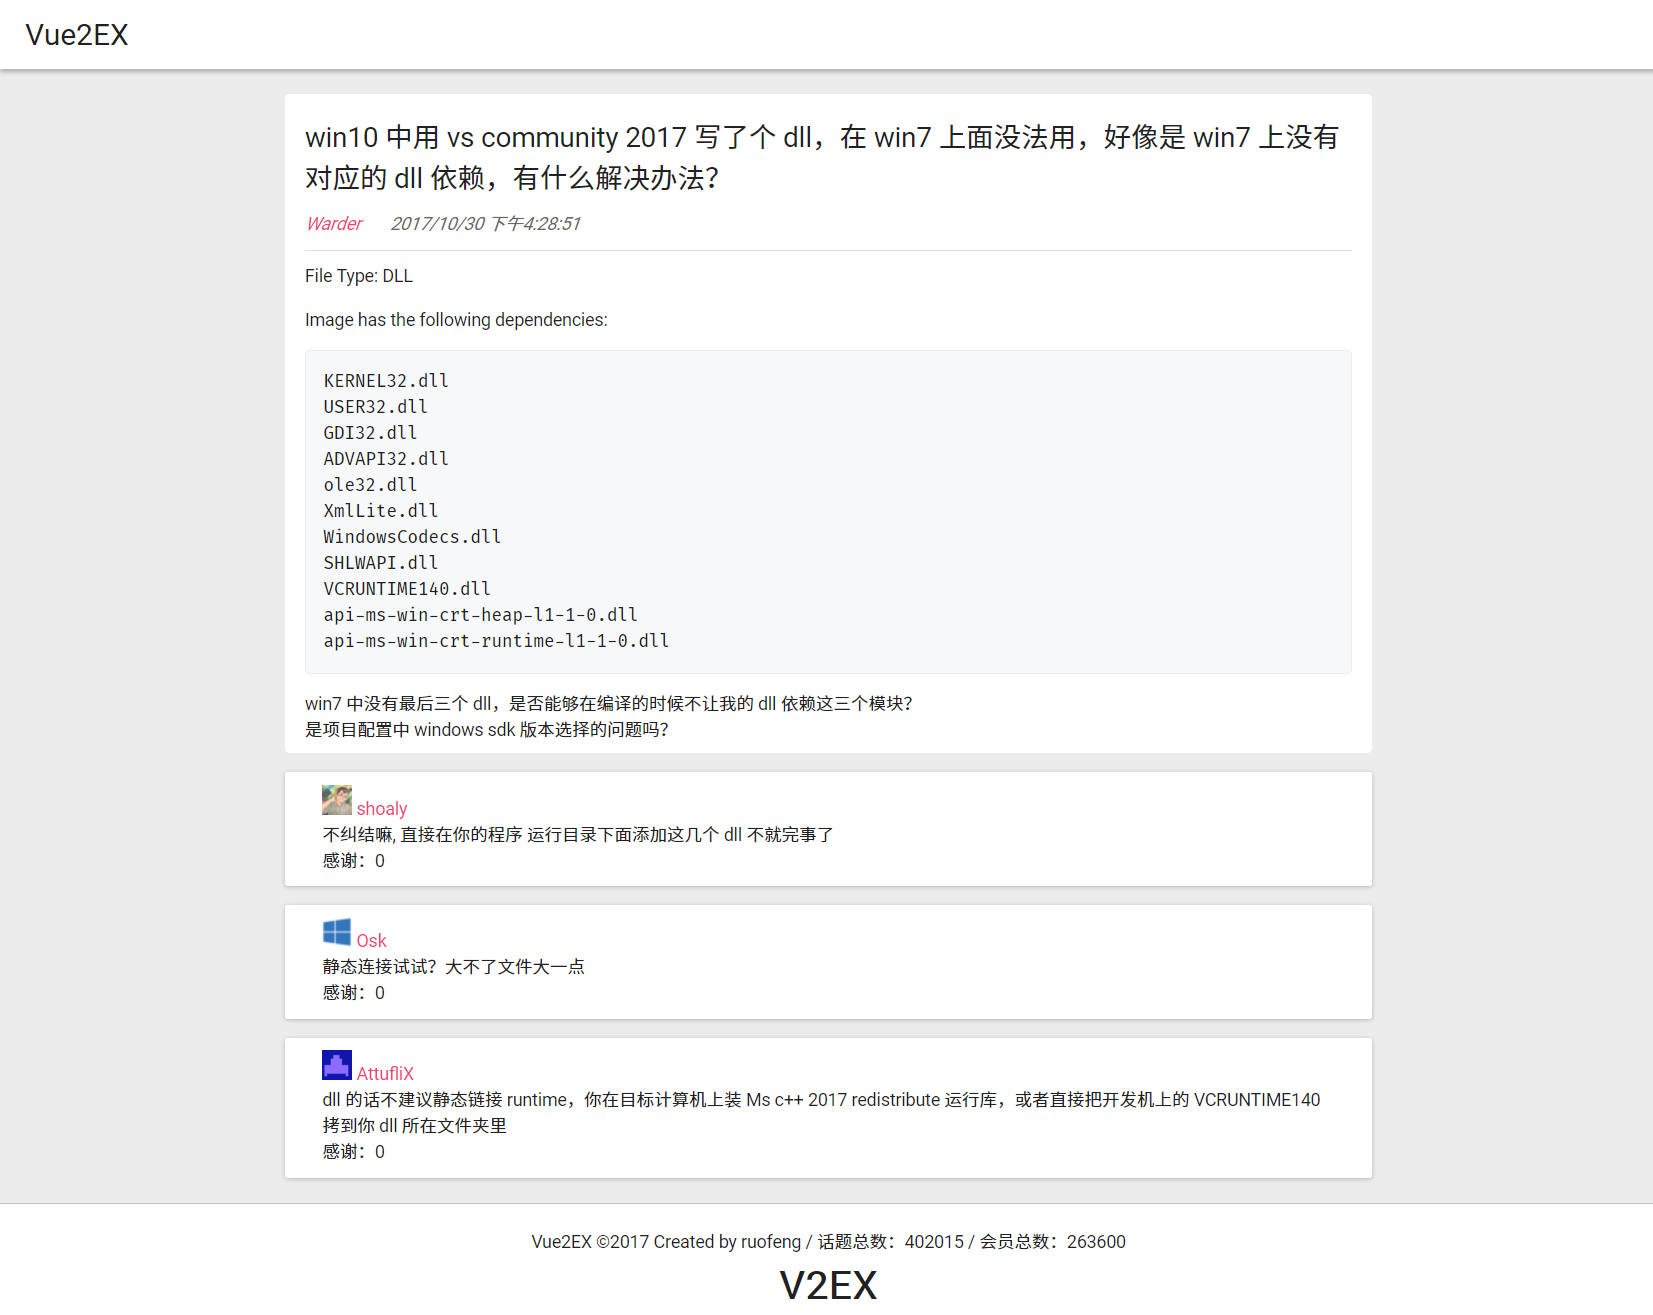 Vue2EX
win10 中用 vs community 2017 写了个 dll，在 win7 上面没法用，好像是 win7 上没有
对应的 dll 依赖，有什么解决办法？
Warder 2017/10/30 下午4:28:51
File Type: DLL
Image has the following dependencies:
KERNEL32.dll
USER32.dll
GDI32.dll
ADVAPI32.dll
ole32.dll
XmlLite.dll
WindowsCodecs.dll
SHLWAPI.dll
VCRUNTIME140.dll
api-ms-win-crt-heap-l1-1-0.dll
api-ms-win-crt-runtime-l1-1-0.dll
win7 中没有最后三个 dll，是否能够在编译的时候不让我的 dll 依赖这三个模块？
是项目配置中 windows sdk 版本选择的问题吗？
shoaly
不纠结嘛, 直接在你的程序 运行目录下面添加这几个 dll 不就完事了
感谢：0
Osk
静态连接试试？大不了文件大一点
感谢：0
AttufliX
dll 的话不建议静态链接 runtime，你在目标计算机上装 Ms c++ 2017 redistribute 运行库，或者直接把开发机上的 VCRUNTIME140
拷到你 dll 所在文件夹里
感谢：0
Vue2EX ©2017 Created by ruofeng / 话题总数：402015 / 会员总数：263600
V2EX